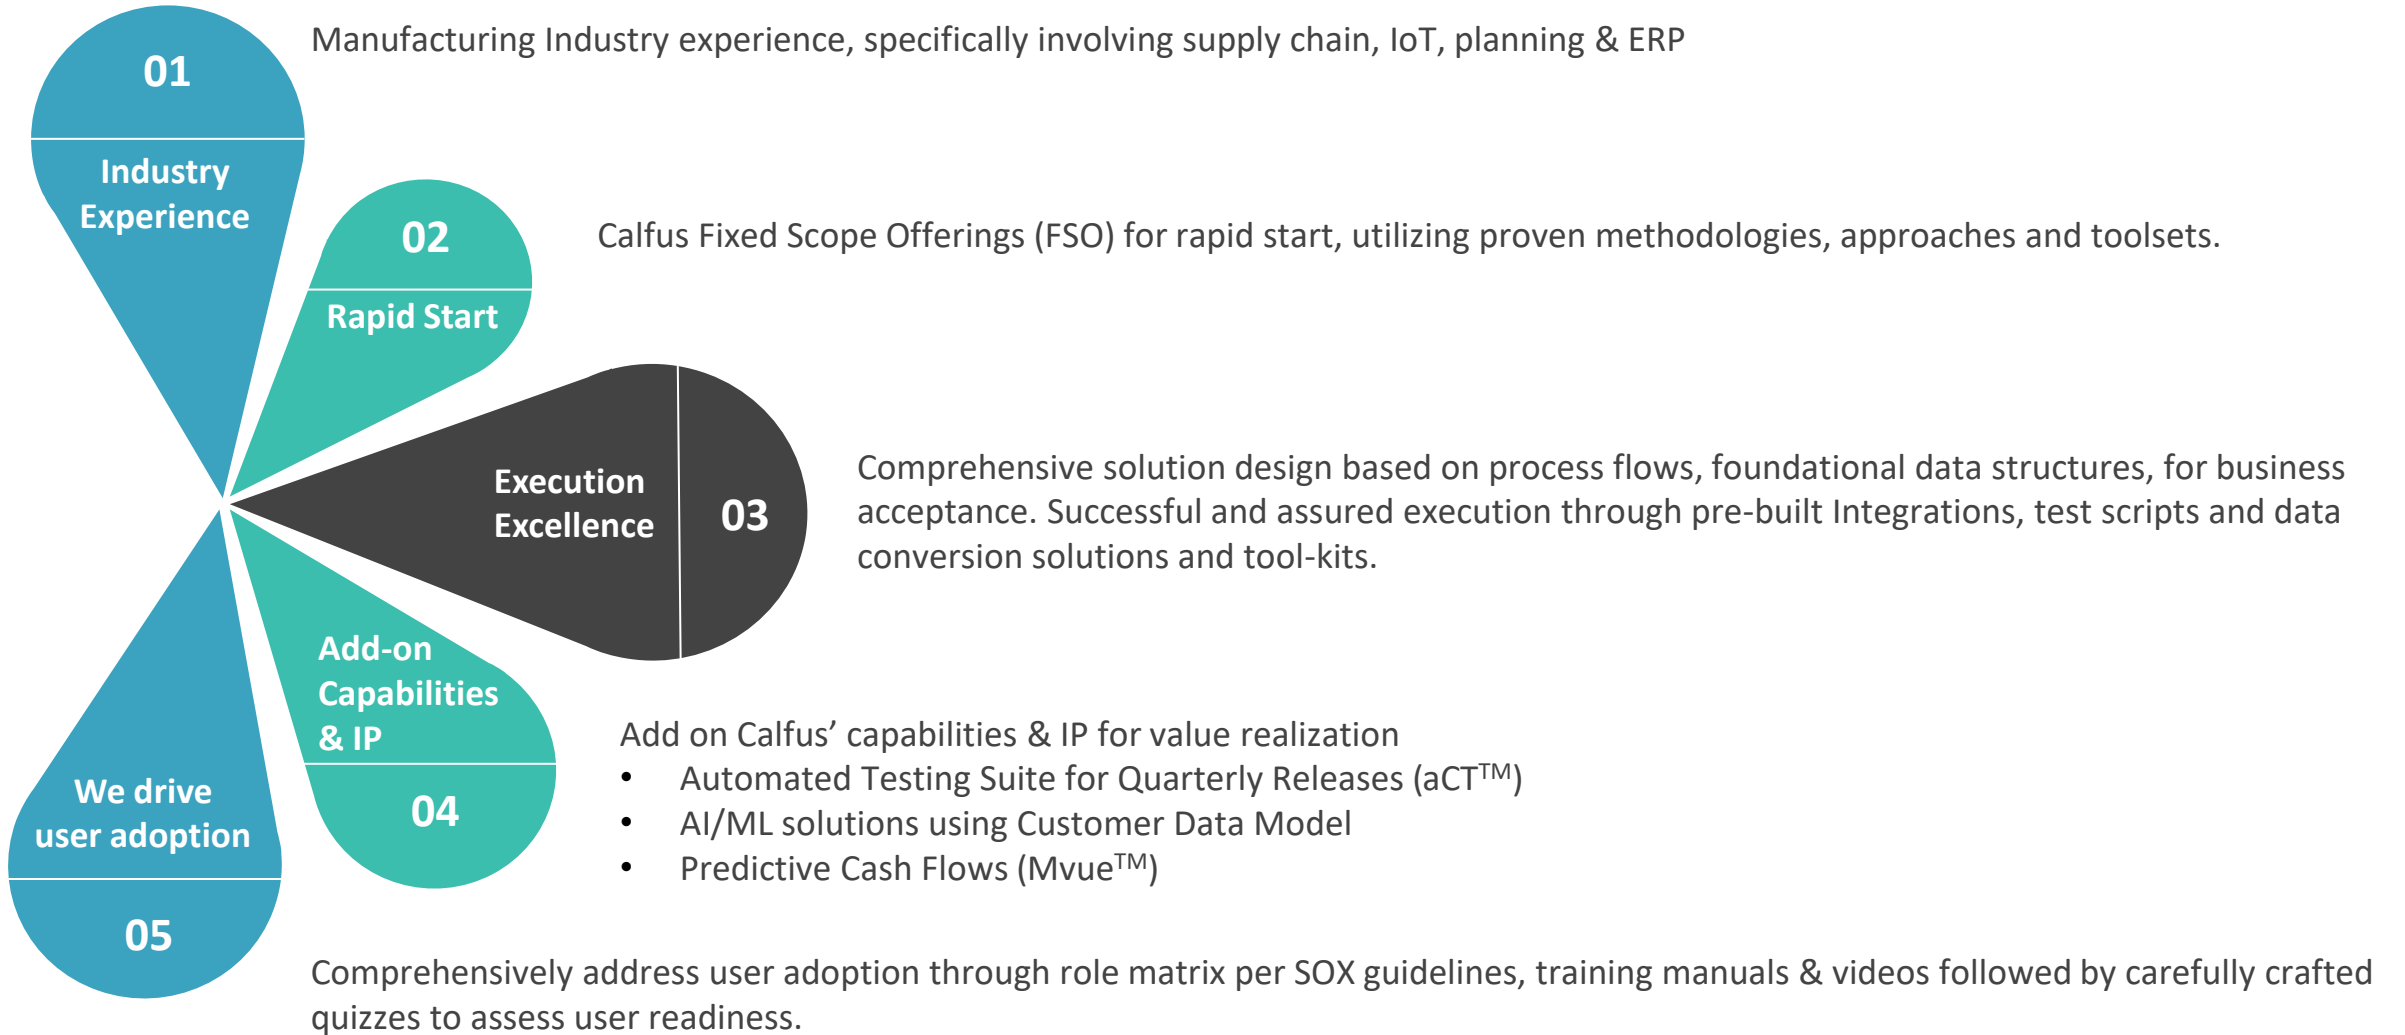 01
Industry
Experience
Manufacturing Industry experience, specifically involving supply chain, IoT, planning & ERP
02
Rapid Start
Calfus Fixed Scope Offerings (FSO) for rapid start, utilizing proven methodologies, approaches and toolsets.
Execution
Excellence
03
Comprehensive solution design based on process flows, foundational data structures, for business
acceptance. Successful and assured execution through pre-built Integrations, test scripts and data
conversion solutions and tool-kits.
Add-on
Capabilities
& IP
04
Add on Calfus’ capabilities & IP for value realization
• Automated Testing Suite for Quarterly Releases (aCT™)
• AI/ML solutions using Customer Data Model
• Predictive Cash Flows (Mvue™)
We drive
user adoption
05
Comprehensively address user adoption through role matrix per SOX guidelines, training manuals & videos followed by carefully crafted
quizzes to assess user readiness.